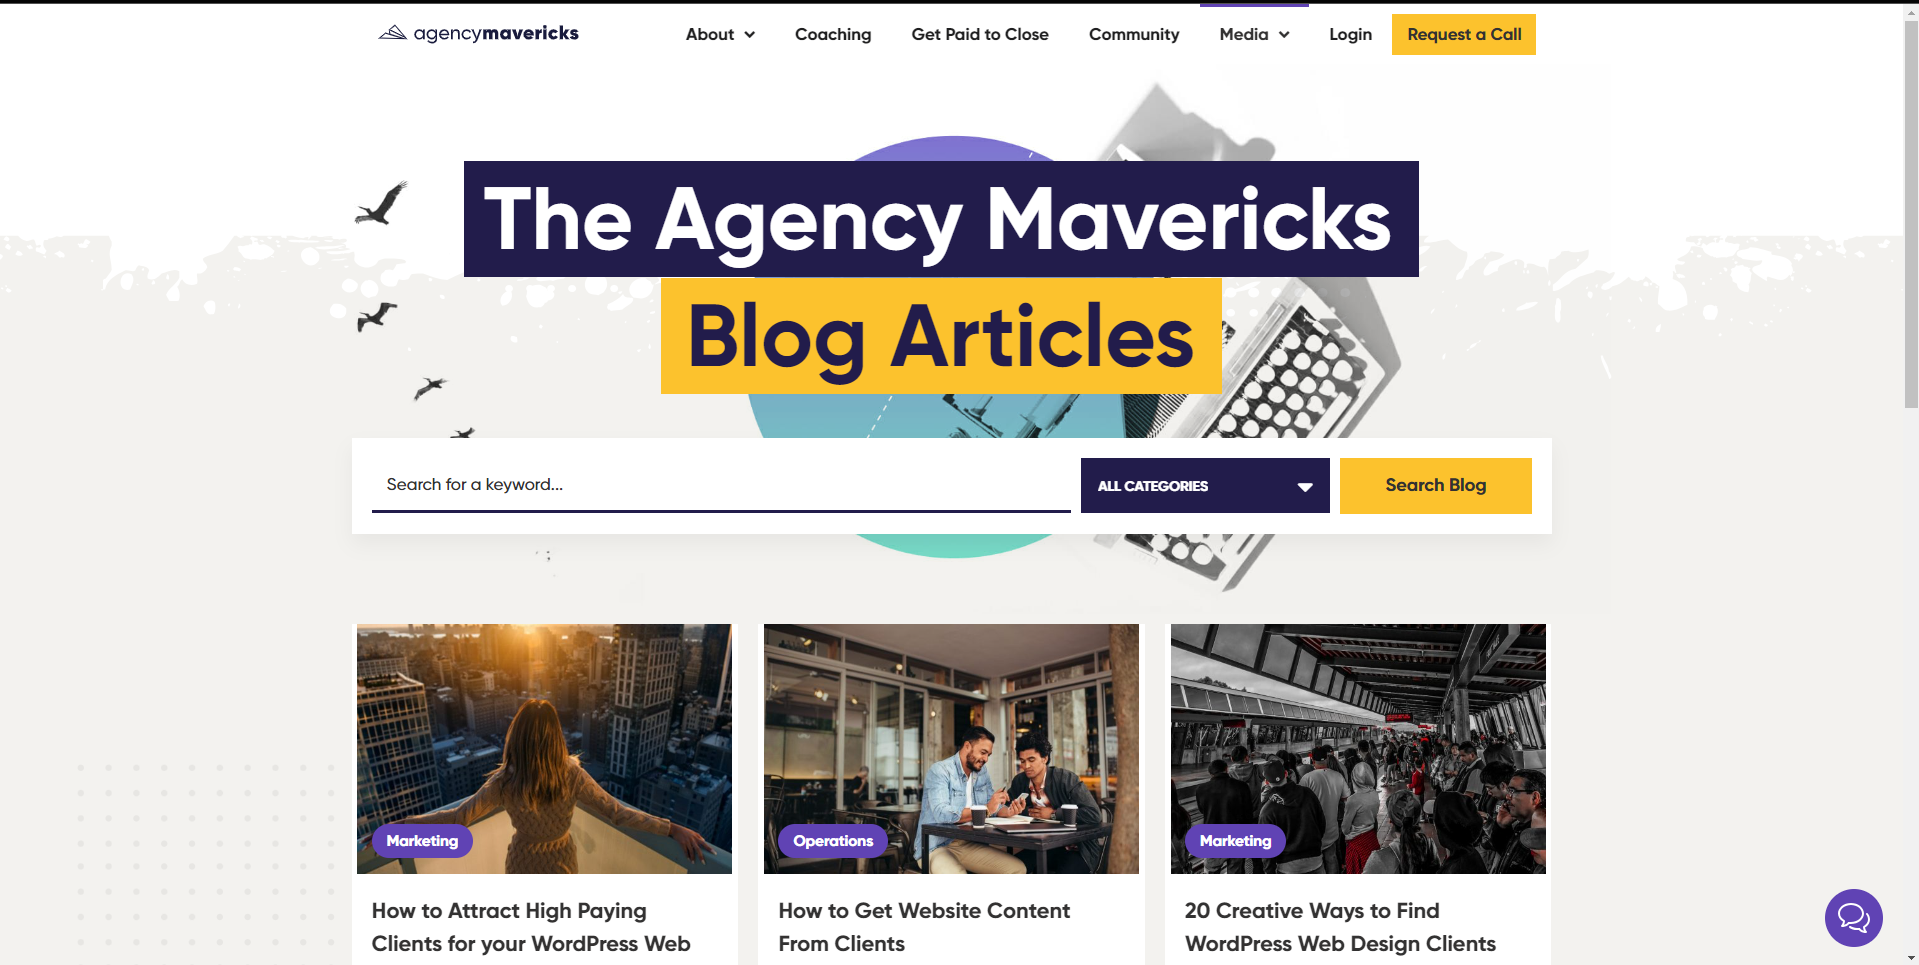 agencymavericks
About
Coaching
Get Paid to Close
Community
Media
Login
Request a Call
The Agency Mavericks
Blog Articles
Search for a keyword...
ALL CATEGORIES
Search Blog
Marketing
How to Attract High Paying
Clients for your WordPress Web
Operations
How to Get Website Content
From Clients
Marketing
20 Creative Ways to Find
WordPress Web Design Clients